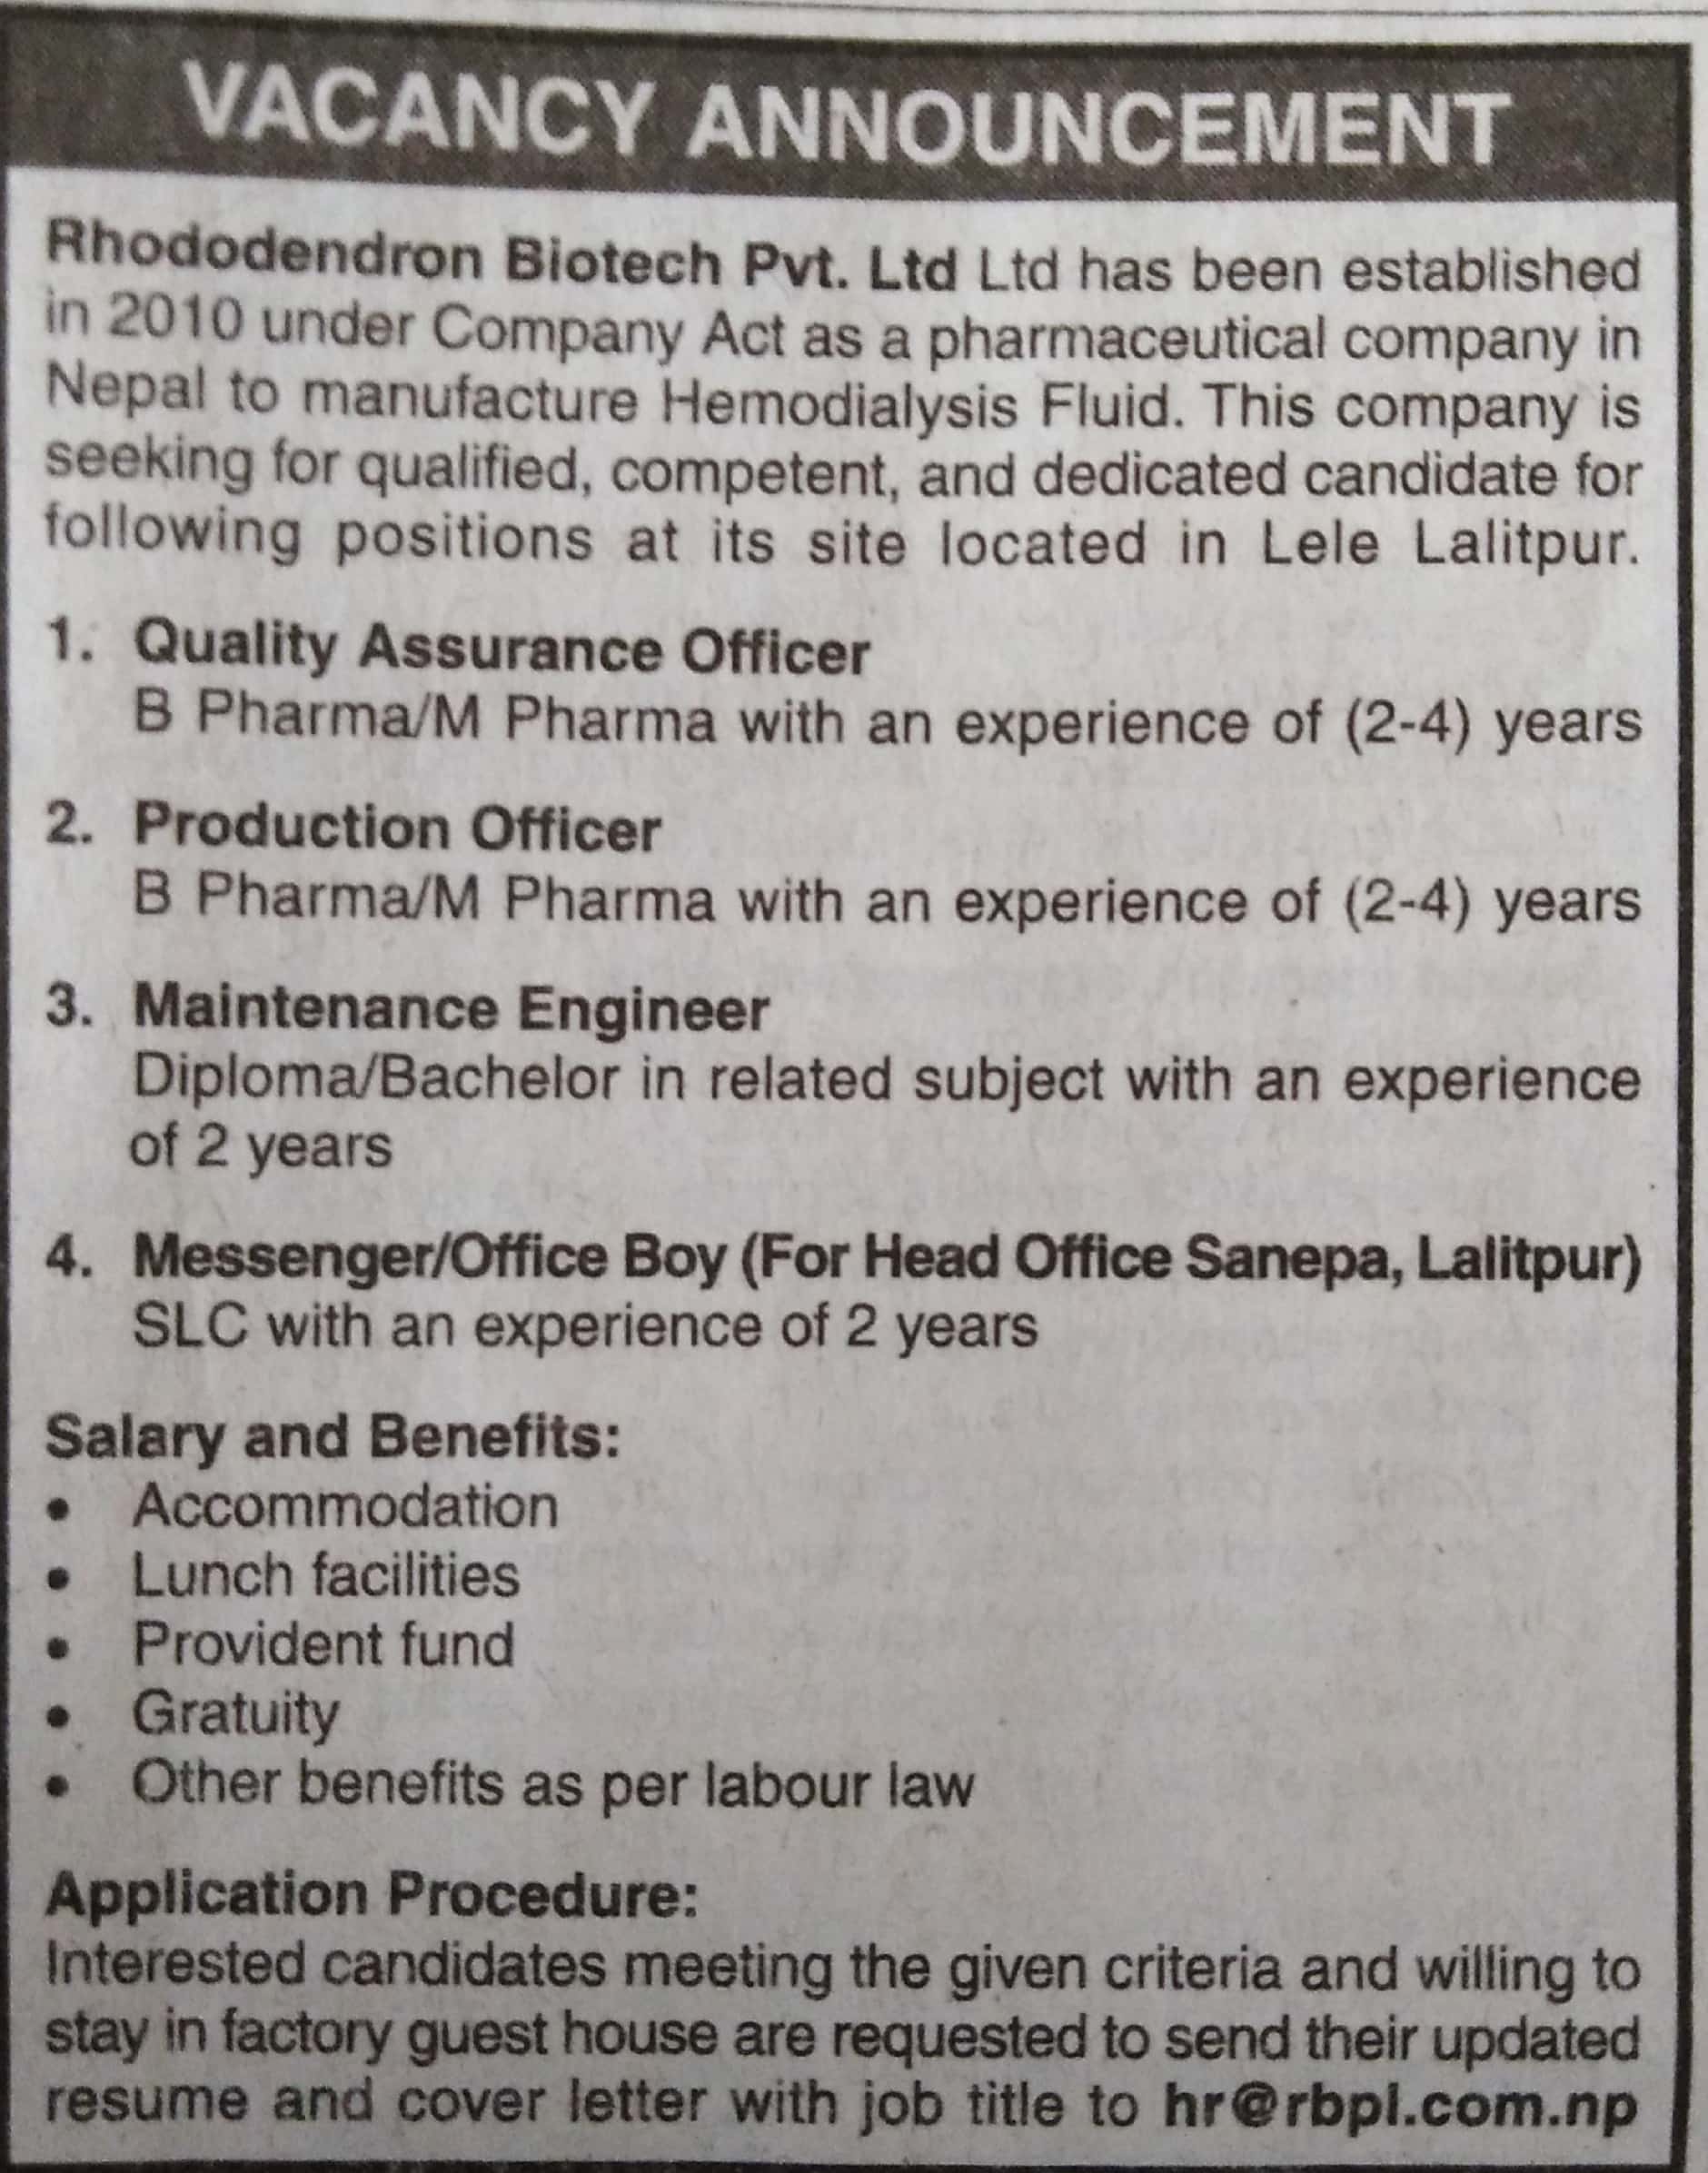 VACANCY ANNOUNCEMENT
Rhododendron Biotech Pvt. Ltd Ltd has been established
in 2010 under Company Act as a pharmaceutical company in
Nepal to manufacture Hemodialysis Fluid. This company is
seeking for qualified, competent, and dedicated candidate for
following positions at its site located in Lele Lalitpur.
1. Quality Assurance Officer
B Pharma/M Pharma with an experience of (2-4) years
2. Production Officer
B Pharma/M Pharma with an experience of (2-4) years
3. Maintenance Engineer
Diploma/Bachelor in related subject with an experience
of 2 years
4. Messenger/Office Boy (For Head Office Sanepa, Lalitpur)
SLC with an experience of 2 years
Salary and Benefits:
• Accommodation
• Lunch facilities
• Provident fund
• Gratuity
• Other benefits as per labour law
Application Procedure:
Interested candidates meeting the given criteria and willing to
stay in factory guest house are requested to send their updated
resume and cover letter with job title to hr@rbpl.com.np